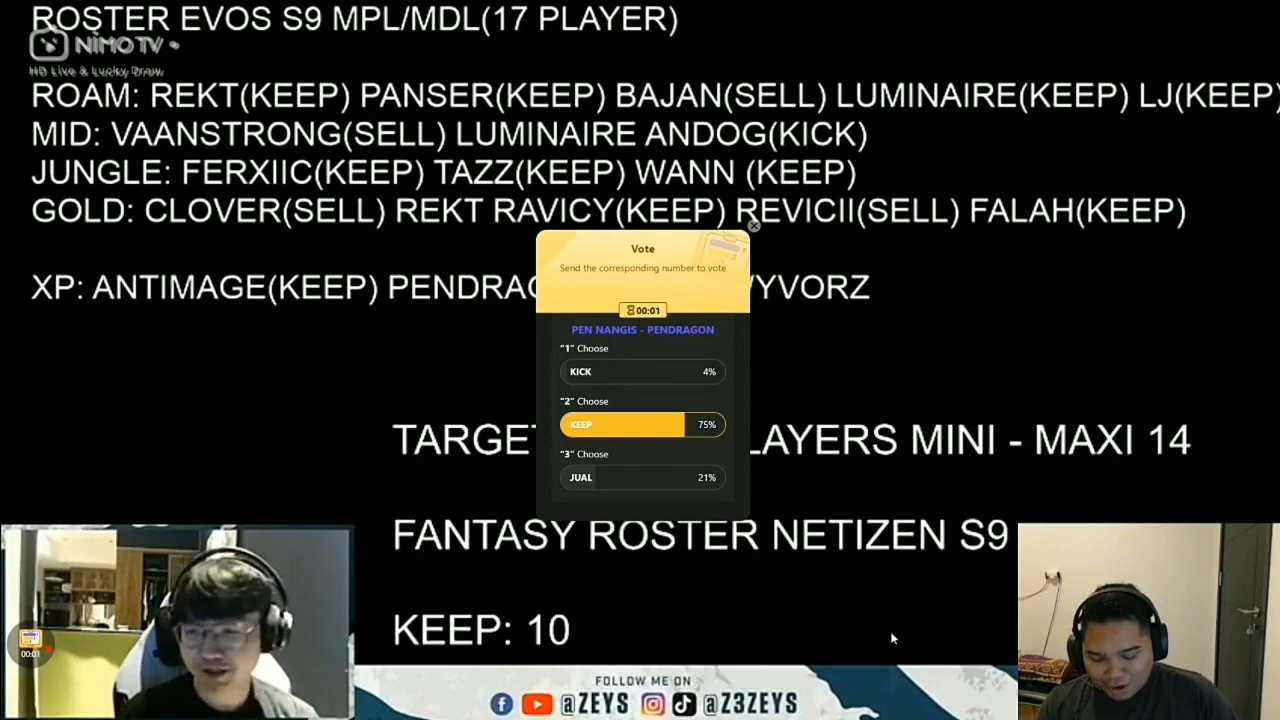 ROSTER EVOS S9 MPL/MDL(17 PLAYER)
NIMO TV
HD Live & Lucky Draw
ROAM: REKT(KEEP) PANSER(KEEP) BAJAN(SELL) LUMINAIRE(KEEP) LJ(KEEP)
MID: VAANSTRONG(SELL) LUMINAIRE ANDOG(KICK)
JUNGLE: FERXIIC(KEEP) TAZZ(KEEP) WANN (KEEP)
GOLD: CLOVER(SELL) REKT RAVICY(KEEP) REVICII(SELL) FALAH(KEEP)
XP: ANTIMAGE(KEEP)
Vote
Send the corresponding number to vote
00:01
PEN NANGIS - PENDRAGON
"1" Choose
KICK 4%
"2" Choose
KEEP 75%
"3" Choose
JUAL 21%
MINI - MAXI 14
FANTASY ROSTER NETIZEN S9
KEEP: 10
00:01
FOLLOW ME ON
@ZEYS @Z3ZEYS